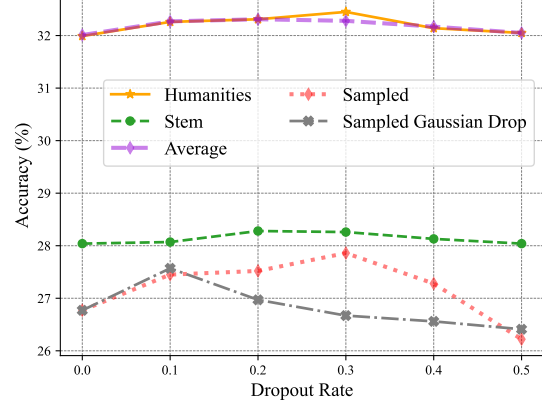 32
31
30
29
28
27
26
Accuracy (%)
Humanities
Stem
Average
Sampled
Sampled Gaussian Drop
0.0 0.1 0.2 0.3 0.4 0.5
Dropout Rate